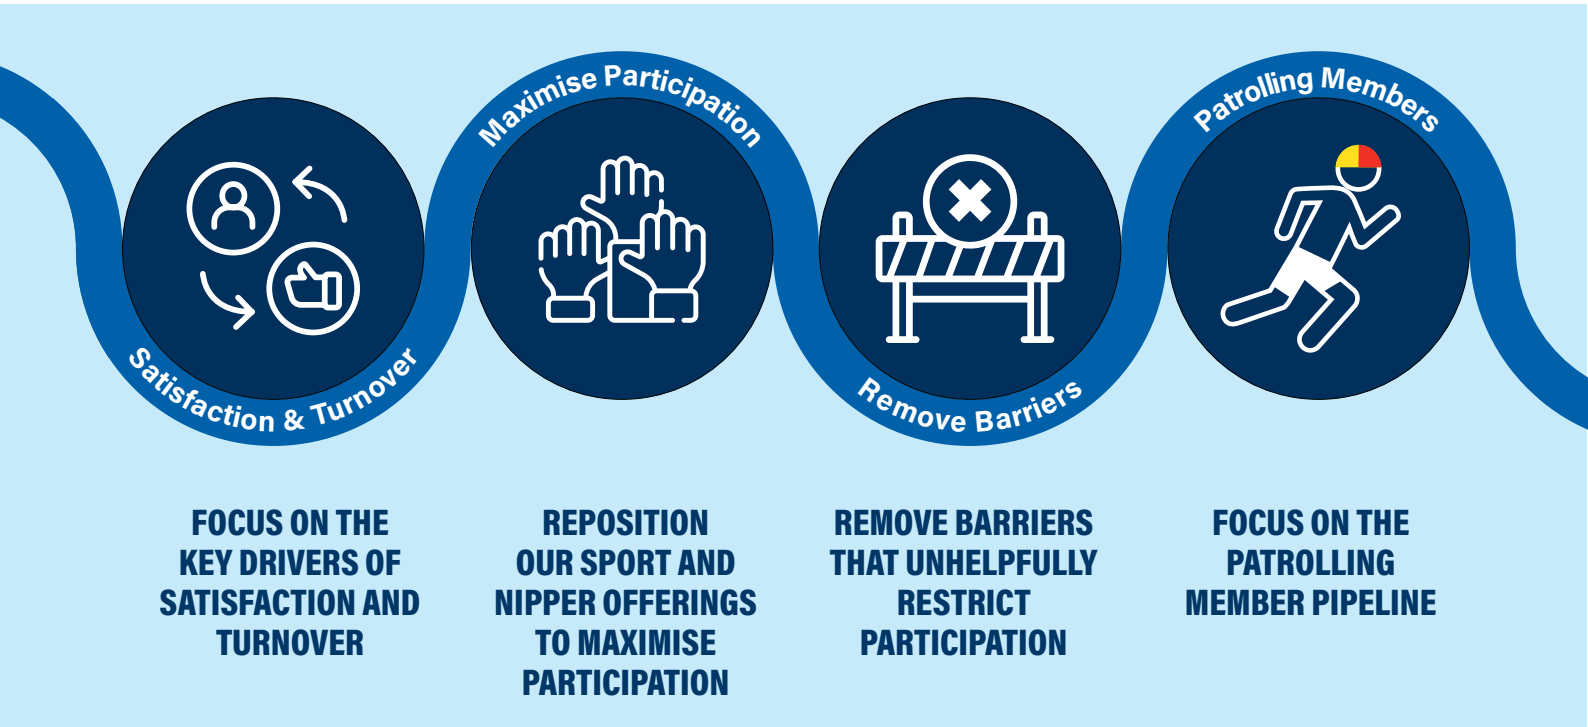 Satisfaction & Turnover
Maximise Participation
Remove Barriers
Patrolling Members
FOCUS ON THE
KEY DRIVERS OF
SATISFACTION AND
TURNOVER
REPOSITION
OUR SPORT AND
NIPPER OFFERINGS
TO MAXIMISE
PARTICIPATION
REMOVE BARRIERS
THAT UNHELPFULLY
RESTRICT
PARTICIPATION
FOCUS ON THE
PATROLLING
MEMBER PIPELINE